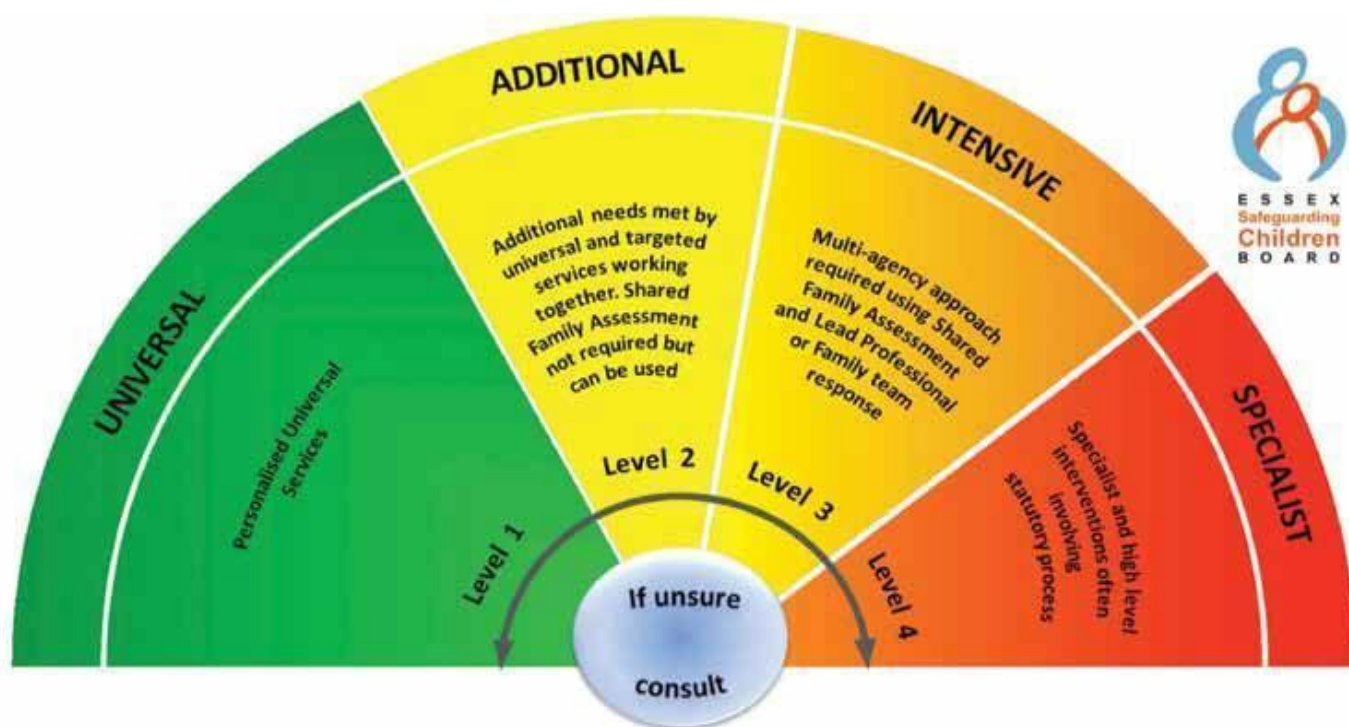 UNIVERSAL
Personalised Universal
Services
Level 1
ADDITIONAL
Additional needs met by
universal and targeted
services working
together. Shared
Family Assessment
not required but
can be used
Level 2
INTENSIVE
Multi-agency approach
required using Shared
Family Assessment
and Lead Professional
or Family team
response
Level 3
SPECIALIST
Specialist and high level
interventions often
involving
statutory process
Level 4
If unsure
consult
ESSEX
Safeguarding
Children
BOARD